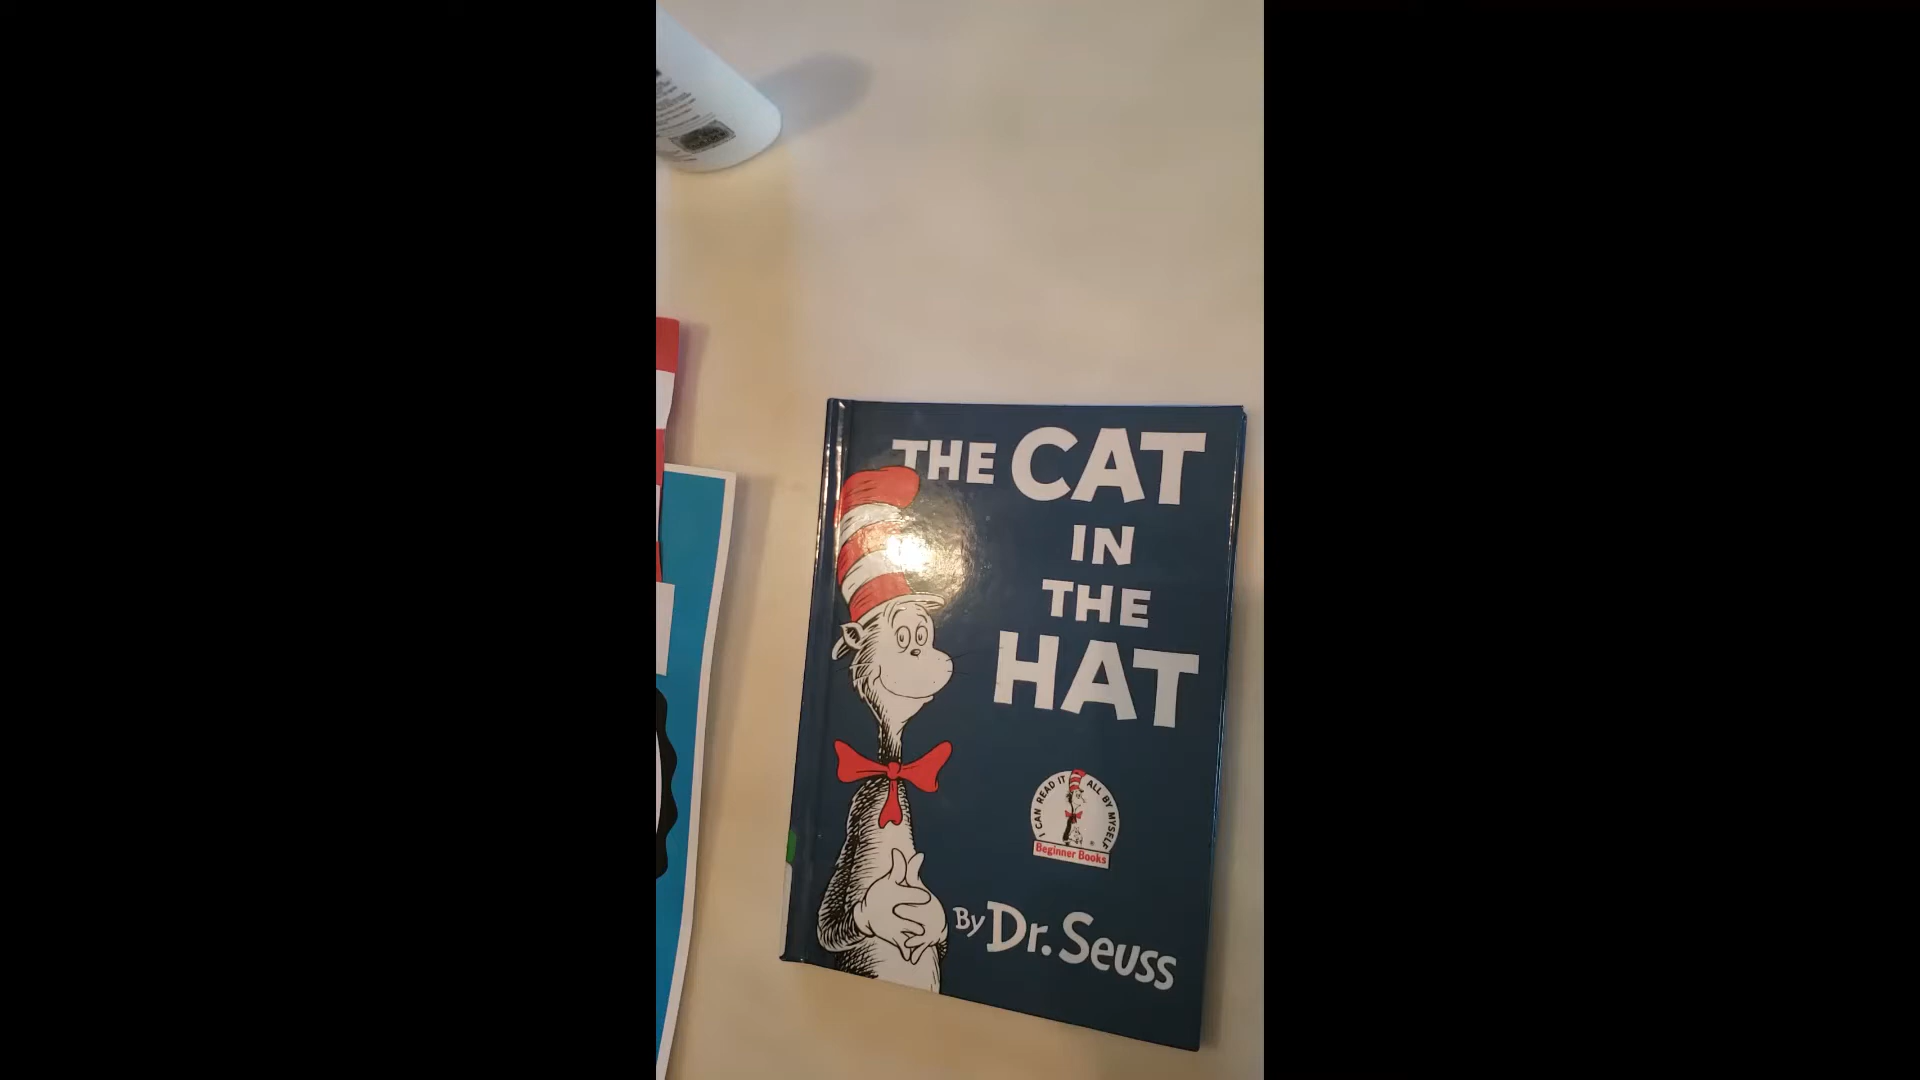 THE CAT
IN
THE
HAT
I CAN READ IT ALL BY MYSELF
Beginner Books
By Dr. Seuss